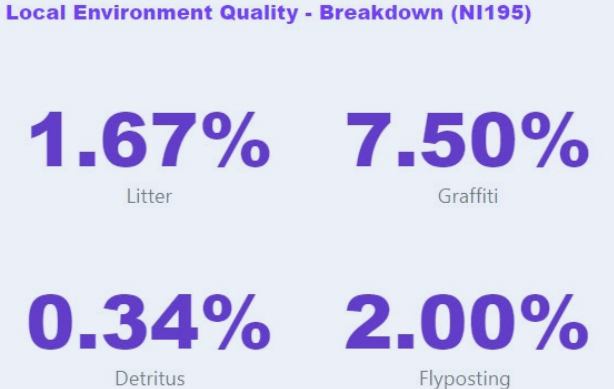 Local Environment Quality - Breakdown (NI195)
1.67% 7.50%
Litter Graffiti
0.34% 2.00%
Detritus Flyposting